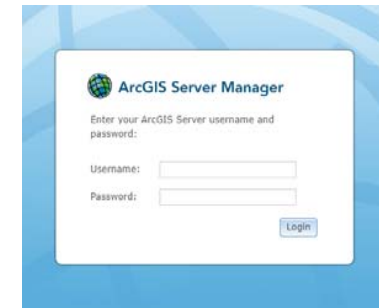 ArcGIS Server Manager
Enter your ArcGIS Server username and
password:
Username:
Password:
Login